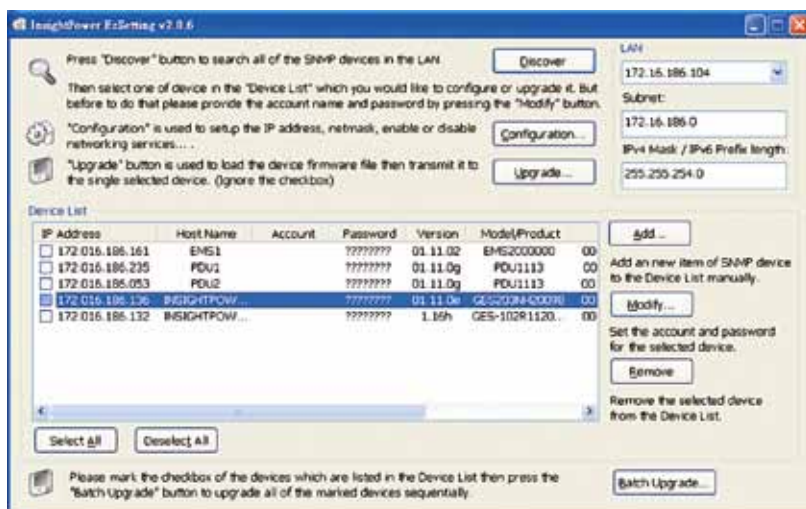 InsightPower EzSetting v2.0.6
Press "Discover" button to search all of the SNMP devices in the LAN
Discover
Then select one of device in the "Device List" which you would like to configure or upgrade it. But
before to do that please provide the account name and password by pressing the "Modify" button.
"Configuration" is used to setup the IP address, netmask, enable or disable
networking services... .
Configuration...
"Upgrade" button is used to load the device firmware file then transmit it to
the single selected device. (Ignore the checkbox)
Upgrade...
LAN
172.16.186.104
Subnet:
172.16.186.0
IPv4 Mask / IPv6 Prefix length:
255.255.254.0
Device List
IP Address Host Name Account Password Version Model/Product
172.016.186.161 EMS1 ???????? 01.11.02 EMS2000000 00
172.016.186.235 PDU1 ???????? 01.11.0g PDU1113 00
172.016.186.053 PDU2 ???????? 01.11.0g PDU1113 00
172.016.186.136 INSIGHTPOW... ???????? 01.11.0e 00
172.016.186.132 INSIGHTPOW... ???????? 1.16h GES-102R1120... 00
Add...
Add an new item of SNMP device
to the Device List manually.
Modify...
Set the account and password
for the selected device.
Remove
Remove the selected device
from the Device List.
Select All
Deselect All
Please mark the checkbox of the devices which are listed in the Device List then press the
"Batch Upgrade" button to upgrade all of the marked devices sequentially.
Batch Upgrade...